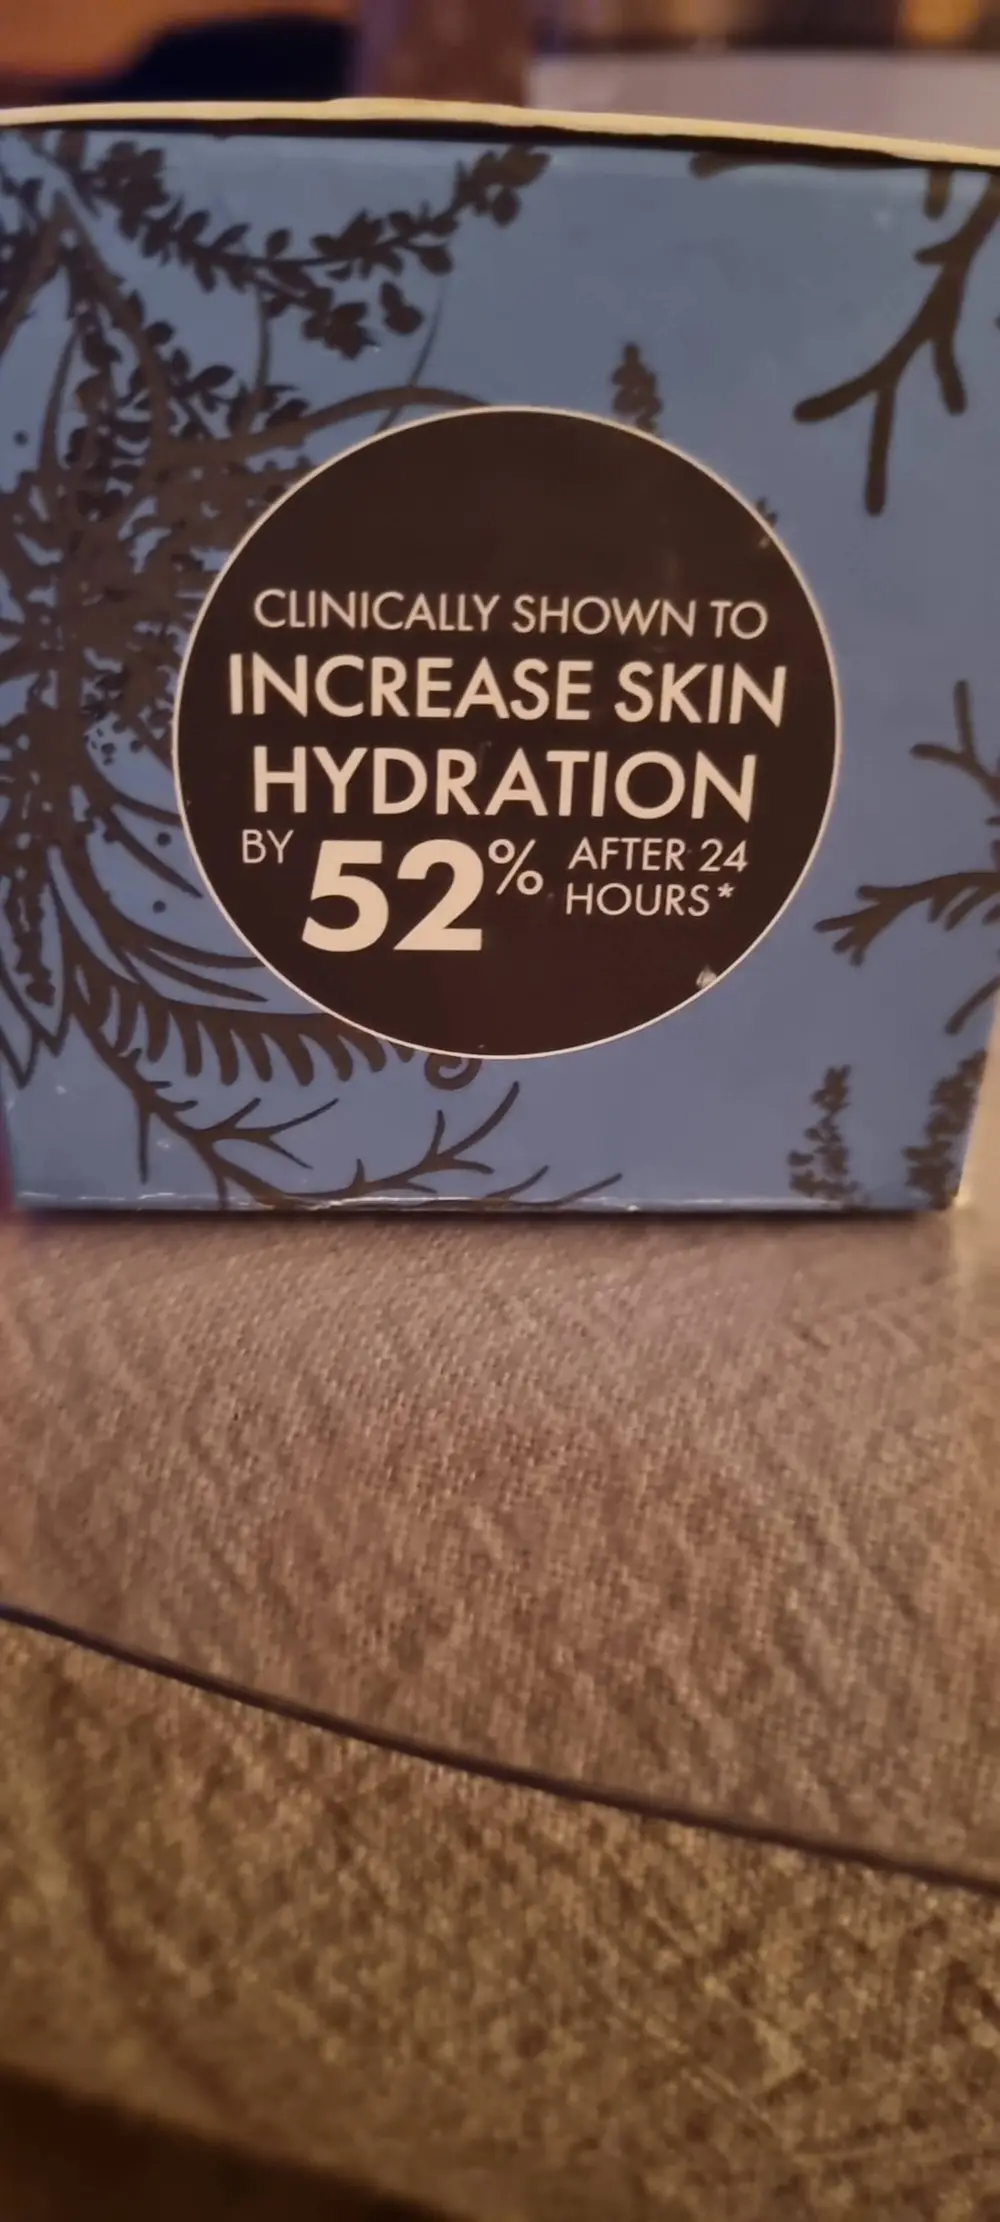 CLINICALLY SHOWN TO
INCREASE SKIN
HYDRATION
BY 52% AFTER 24
HOURS*